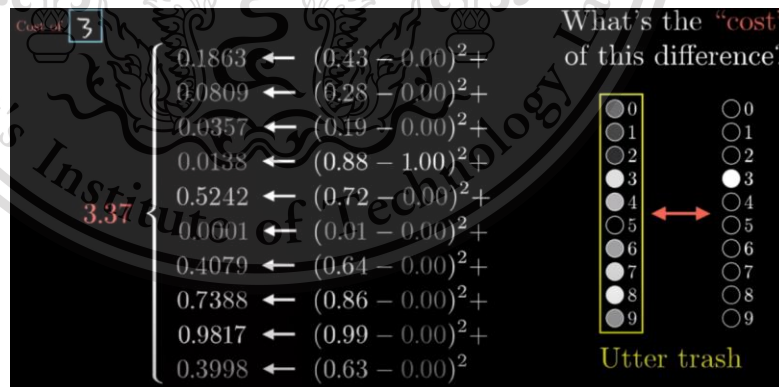 Cost of 3
What's the "cost"
of this difference?
3.37
0.1863 ← (0.43 − 0.00)²+
0.0809 ← (0.28 − 0.00)²+
0.0357 ← (0.19 − 0.00)²+
0.0138 ← (0.88 − 1.00)²+
0.5242 ← (0.72 − 0.00)²+
0.0001 ← (0.01 − 0.00)²+
0.4079 ← (0.64 − 0.00)²+
0.7388 ← (0.86 − 0.00)²+
0.9817 ← (0.99 − 0.00)²+
0.3998 ← (0.63 − 0.00)²
0 0
1 1
2 2
3 3
4 4
5 5
6 6
7 7
8 8
9 9
Utter trash
's Institute of Technology